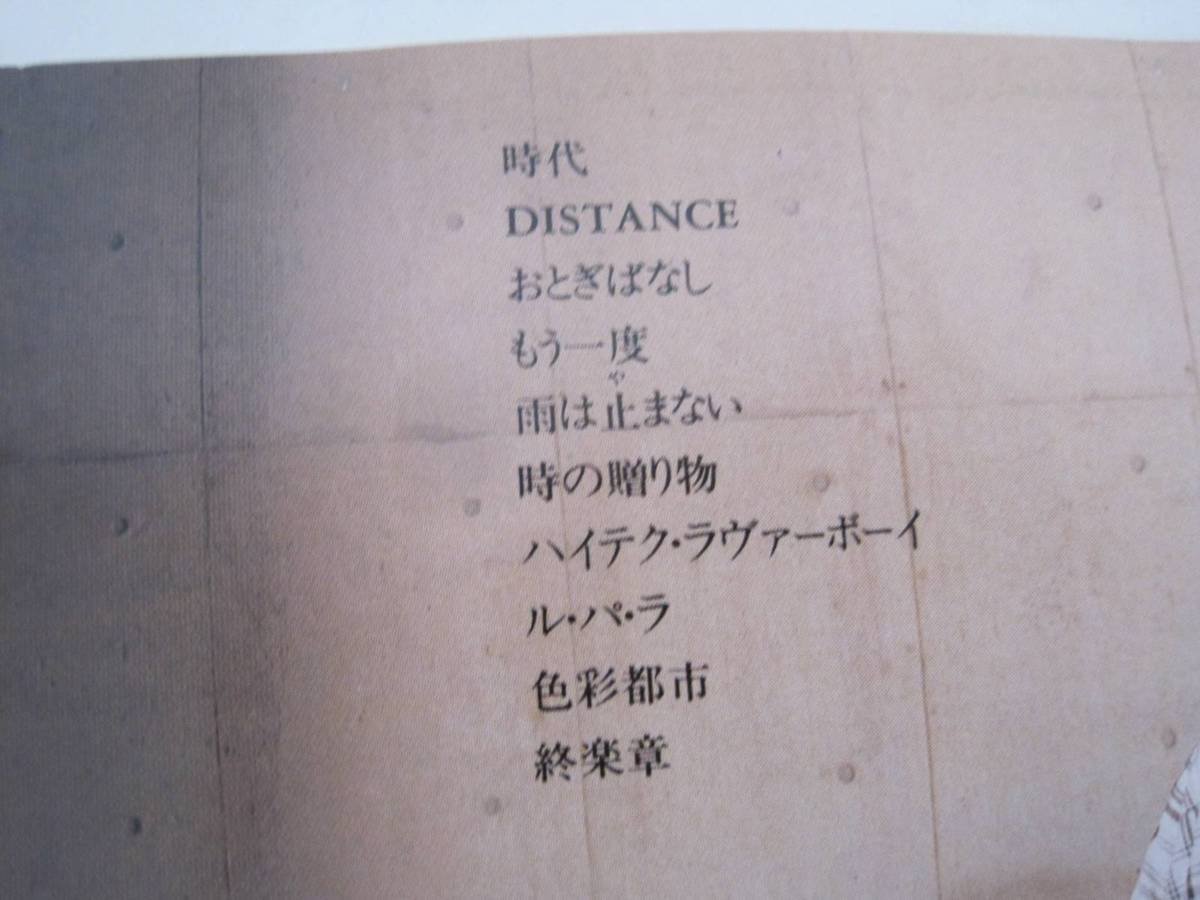 時代
DISTANCE
おとぎばなし
もう一度
や
雨は止まない
時の贈り物
ハイテク・ラヴァーボーイ
ル・パ・ラ
色彩都市
終楽章